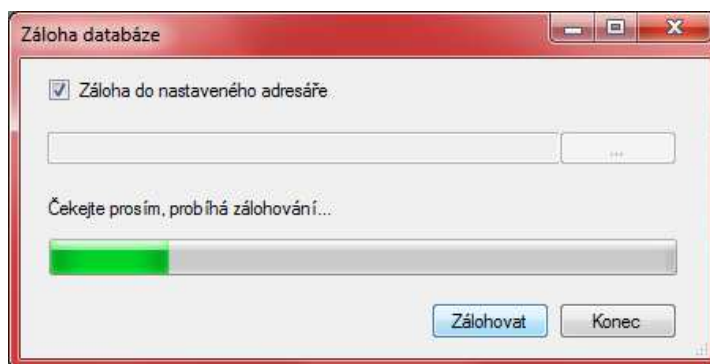 Záloha databáze
Záloha do nastaveného adresáře
...
Čekejte prosím, probíhá zálohování...
Zálohovat
Konec